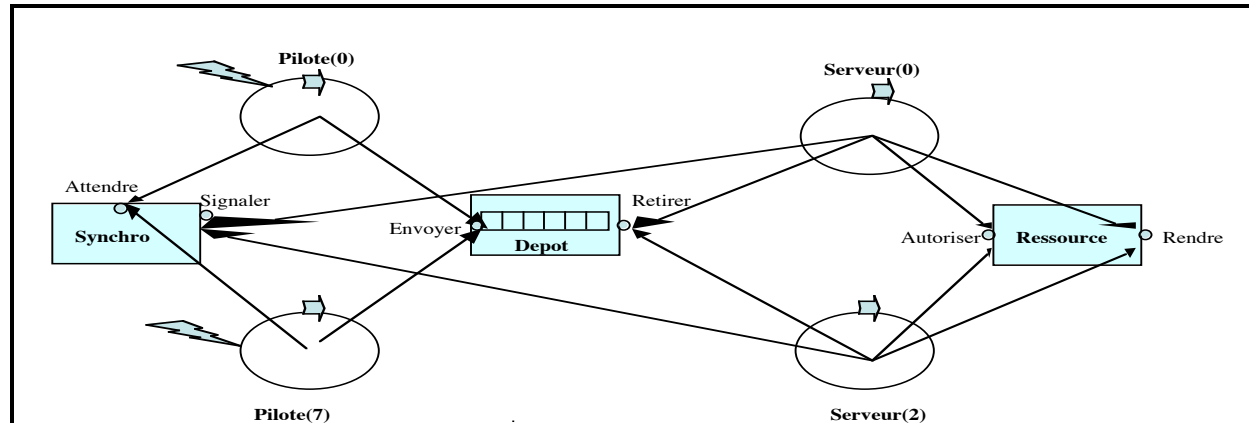 Pilote(0)
Serveur(0)
Attendre
Signaler
Retirer
Envoyer
Synchro
Depot
Autoriser
Ressource
Rendre
Pilote(7)
Serveur(2)